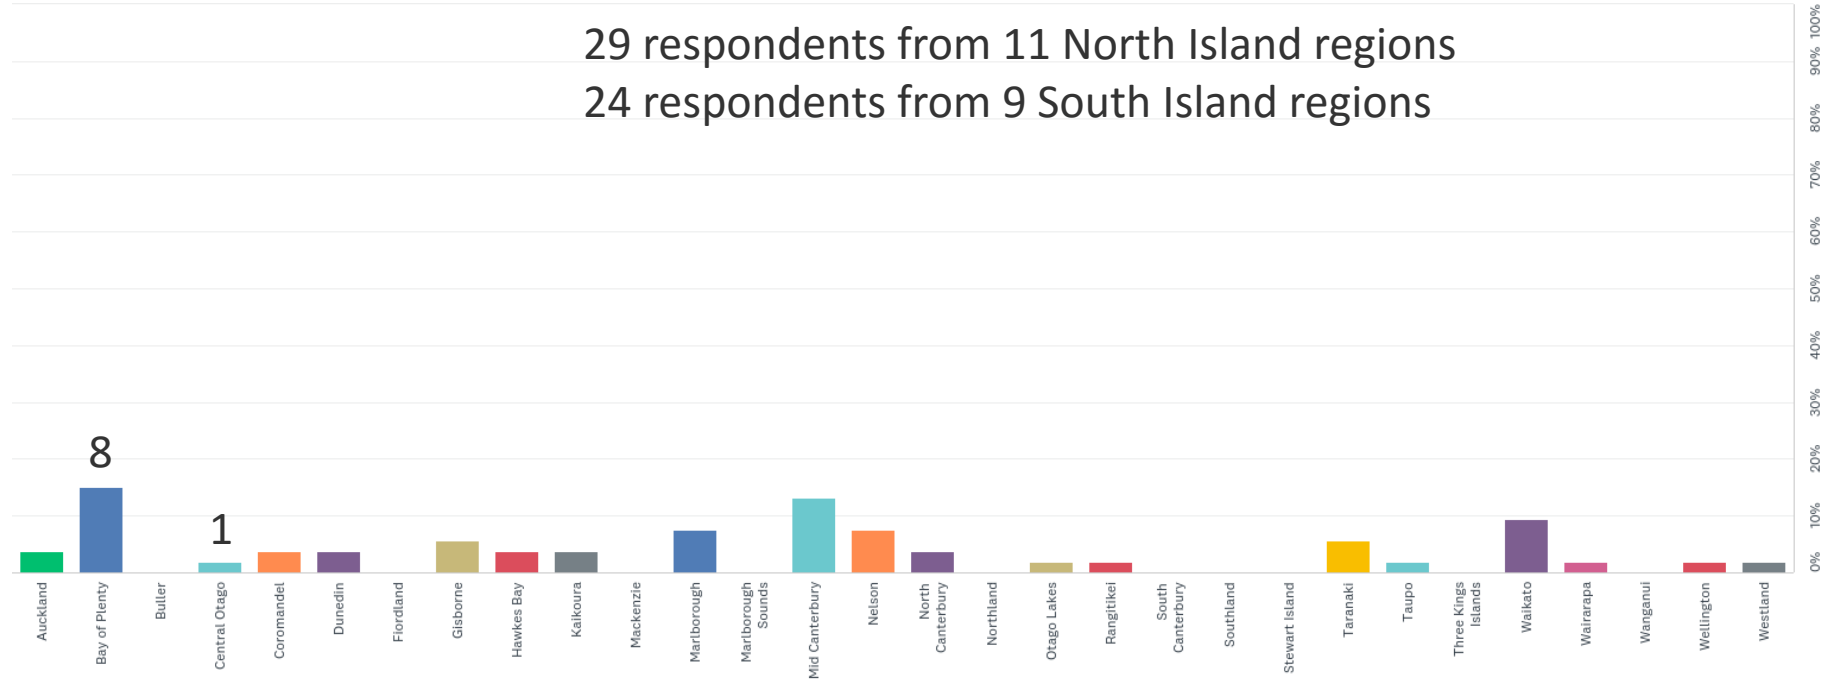 29 respondents from 11 North Island regions
24 respondents from 9 South Island regions
100%
90%
80%
70%
60%
50%
40%
30%
20%
10%
0%
8
1
Auckland
Bay of Plenty
Buller
Central Otago
Coromandel
Dunedin
Fiordland
Gisborne
Hawkes Bay
Kaikoura
Mackenzie
Marlborough
Marlborough
Sounds
Mid Canterbury
Nelson
North
Canterbury
Northland
Otago Lakes
Rangitikei
South
Canterbury
Southland
Stewart Island
Taranaki
Taupo
Three Kings
Islands
Waikato
Wairarapa
Wanganui
Wellington
Westland